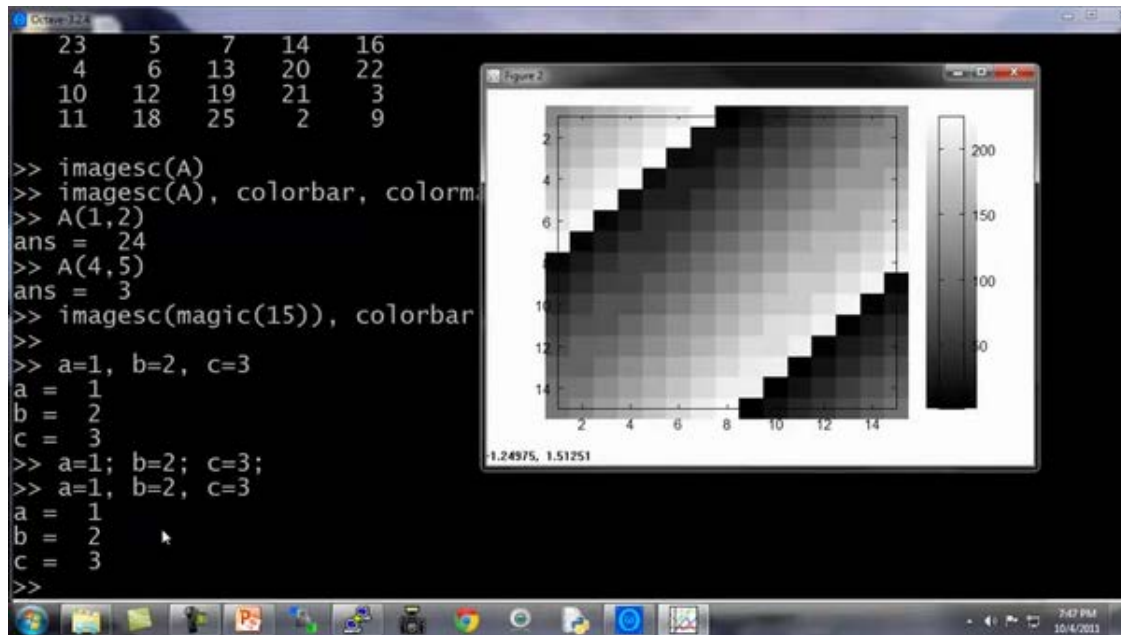 Octave-3.2.4
23 5 7 14 16
4 6 13 20 22
10 12 19 21 3
11 18 25 2 9
>> imagesc(A)
>> imagesc(A), colorbar, colorma
>> A(1,2)
ans = 24
>> A(4,5)
ans = 3
>> imagesc(magic(15)), colorbar
>>
>> a=1, b=2, c=3
a = 1
b = 2
c = 3
>> a=1; b=2; c=3;
>> a=1, b=2, c=3
a = 1
b = 2
c = 3
>>
Figure 2
2
4
6
10
12
14
2 4 6 8 10 12 14
200
150
100
50
-1.24975, 1.51251
7:47 PM
10/4/2011